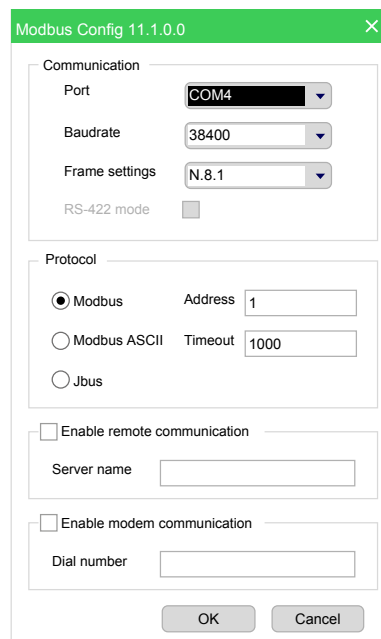 Modbus Config 11.1.0.0
Communication
Port COM4
Baudrate 38400
Frame settings N.8.1
RS-422 mode
Protocol
Modbus Address 1
Modbus ASCII Timeout 1000
Jbus
Enable remote communication
Server name
Enable modem communication
Dial number
OK Cancel